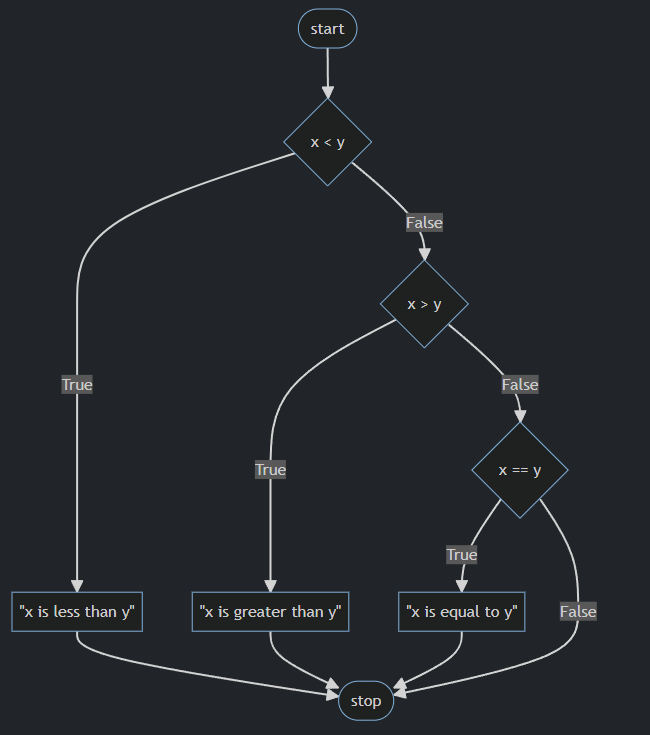 start
x < y
False
x > y
True
False
True
x == y
True
"x is less than y"
"x is greater than y"
"x is equal to y"
False
stop